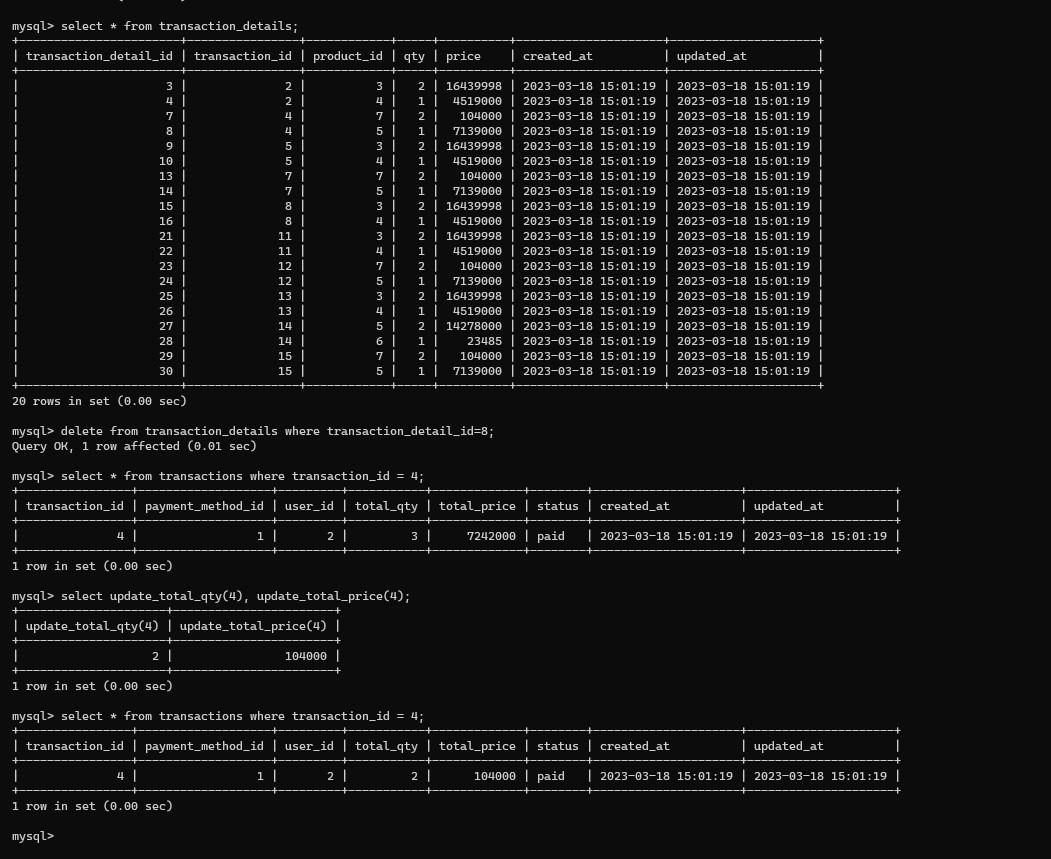 mysql> select * from transaction_details;
+-----------------------+----------------+------------+-----+----------+---------------------+---------------------+
| transaction_detail_id | transaction_id | product_id | qty | price    | created_at          | updated_at          |
+-----------------------+----------------+------------+-----+----------+---------------------+---------------------+
|                     3 |              2 |          3 |   2 | 16439998 | 2023-03-18 15:01:19 | 2023-03-18 15:01:19 |
|                     4 |              2 |          4 |   1 |  4519000 | 2023-03-18 15:01:19 | 2023-03-18 15:01:19 |
|                     7 |              4 |          7 |   2 |   104000 | 2023-03-18 15:01:19 | 2023-03-18 15:01:19 |
|                     8 |              4 |          5 |   1 |  7139000 | 2023-03-18 15:01:19 | 2023-03-18 15:01:19 |
|                     9 |              5 |          3 |   2 | 16439998 | 2023-03-18 15:01:19 | 2023-03-18 15:01:19 |
|                    10 |              5 |          4 |   1 |  4519000 | 2023-03-18 15:01:19 | 2023-03-18 15:01:19 |
|                    13 |              7 |          7 |   2 |   104000 | 2023-03-18 15:01:19 | 2023-03-18 15:01:19 |
|                    14 |              7 |          5 |   1 |  7139000 | 2023-03-18 15:01:19 | 2023-03-18 15:01:19 |
|                    15 |              8 |          3 |   2 | 16439998 | 2023-03-18 15:01:19 | 2023-03-18 15:01:19 |
|                    16 |              8 |          4 |   1 |  4519000 | 2023-03-18 15:01:19 | 2023-03-18 15:01:19 |
|                    21 |             11 |          3 |   2 | 16439998 | 2023-03-18 15:01:19 | 2023-03-18 15:01:19 |
|                    22 |             11 |          4 |   1 |  4519000 | 2023-03-18 15:01:19 | 2023-03-18 15:01:19 |
|                    23 |             12 |          7 |   2 |   104000 | 2023-03-18 15:01:19 | 2023-03-18 15:01:19 |
|                    24 |             12 |          5 |   1 |  7139000 | 2023-03-18 15:01:19 | 2023-03-18 15:01:19 |
|                    25 |             13 |          3 |   2 | 16439998 | 2023-03-18 15:01:19 | 2023-03-18 15:01:19 |
|                    26 |             13 |          4 |   1 |  4519000 | 2023-03-18 15:01:19 | 2023-03-18 15:01:19 |
|                    27 |             14 |          5 |   2 | 14278000 | 2023-03-18 15:01:19 | 2023-03-18 15:01:19 |
|                    28 |             14 |          6 |   1 |    23485 | 2023-03-18 15:01:19 | 2023-03-18 15:01:19 |
|                    29 |             15 |          7 |   2 |   104000 | 2023-03-18 15:01:19 | 2023-03-18 15:01:19 |
|                    30 |             15 |          5 |   1 |  7139000 | 2023-03-18 15:01:19 | 2023-03-18 15:01:19 |
+-----------------------+----------------+------------+-----+----------+---------------------+---------------------+
20 rows in set (0.00 sec)
mysql> delete from transaction_details where transaction_detail_id=8;
Query OK, 1 row affected (0.01 sec)
mysql> select * from transactions where transaction_id = 4;
+----------------+-------------------+---------+-----------+-------------+--------+---------------------+---------------------+
| transaction_id | payment_method_id | user_id | total_qty | total_price | status | created_at          | updated_at          |
+----------------+-------------------+---------+-----------+-------------+--------+---------------------+---------------------+
|              4 |                 1 |       2 |         3 |     7242000 | paid   | 2023-03-18 15:01:19 | 2023-03-18 15:01:19 |
+----------------+-------------------+---------+-----------+-------------+--------+---------------------+---------------------+
1 row in set (0.00 sec)
mysql> select update_total_qty(4), update_total_price(4);
+---------------------+-----------------------+
| update_total_qty(4) | update_total_price(4) |
+---------------------+-----------------------+
|                   2 |                104000 |
+---------------------+-----------------------+
1 row in set (0.00 sec)
mysql> select * from transactions where transaction_id = 4;
+----------------+-------------------+---------+-----------+-------------+--------+---------------------+---------------------+
| transaction_id | payment_method_id | user_id | total_qty | total_price | status | created_at          | updated_at          |
+----------------+-------------------+---------+-----------+-------------+--------+---------------------+---------------------+
|              4 |                 1 |       2 |         2 |      104000 | paid   | 2023-03-18 15:01:19 | 2023-03-18 15:01:19 |
+----------------+-------------------+---------+-----------+-------------+--------+---------------------+---------------------+
1 row in set (0.00 sec)
mysql>